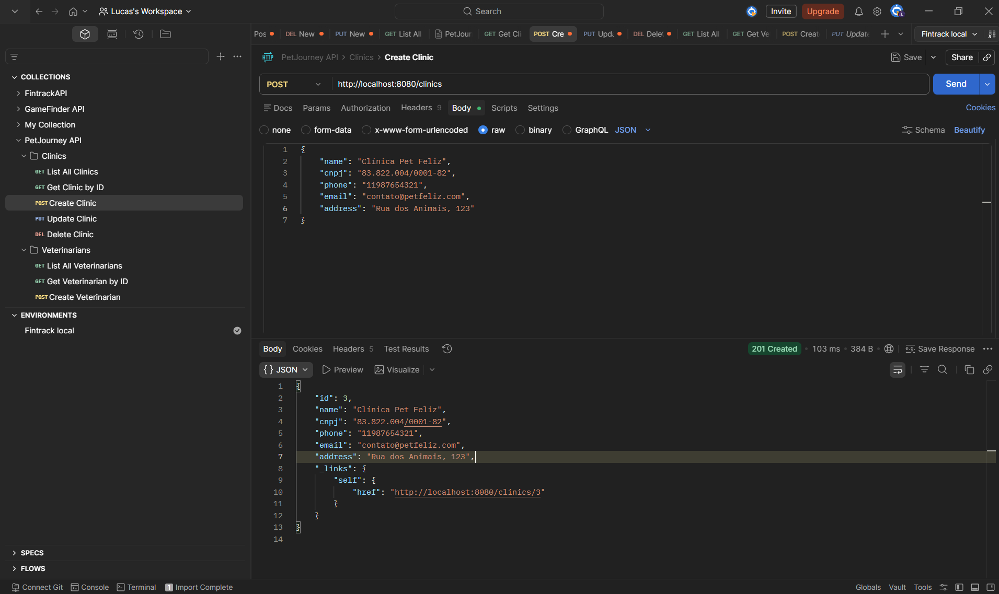 Lucas's Workspace
Search
Invite
Upgrade
L
Pos
DEL New
PUT New
GET List All
PetJour
GET Get Cli
POST Cre
PUT Upda
DEL Delet
GET List All
GET Get Ve
POST Creat
PUT Update
Fintrack local
HTTP PetJourney API > Clinics > Create Clinic
Save
Share
COLLECTIONS
FintrackAPI
GameFinder API
My Collection
PetJourney API
Clinics
GET List All Clinics
GET Get Clinic by ID
POST Create Clinic
PUT Update Clinic
DEL Delete Clinic
Veterinarians
GET List All Veterinarians
GET Get Veterinarian by ID
POST Create Veterinarian
ENVIRONMENTS
Fintrack local
SPECS
FLOWS
POST http://localhost:8080/clinics
Send
Docs Params Authorization Headers 9 Body Scripts Settings
Cookies
none form-data x-www-form-urlencoded raw binary GraphQL JSON
Schema Beautify
1 {
2 "name": "Clínica Pet Feliz",
3 "cnpj": "83.822.004/0001-82",
4 "phone": "11987654321",
5 "email": "contato@petfeliz.com",
6 "address": "Rua dos Animais, 123"
7 }
Body Cookies Headers 5 Test Results
201 Created • 103 ms • 384 B • e.g. Save Response
{} JSON Preview Visualize
1 {
2 "id": 3,
3 "name": "Clínica Pet Feliz",
4 "cnpj": "83.822.004/0001-82",
5 "phone": "11987654321",
6 "email": "contato@petfeliz.com",
7 "address": "Rua dos Animais, 123",
8 "_links": {
9 "self": {
10 "href": "http://localhost:8080/clinics/3"
11 }
12 }
13 }
14
Connect Git Console Terminal 1 Import Complete
Globals Vault Tools